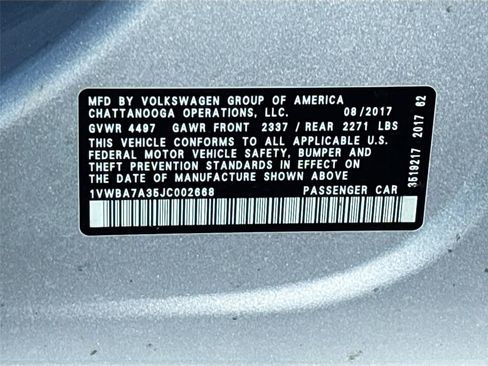 MFD BY VOLKSWAGEN GROUP OF AMERICA
CHATTANOOGA OPERATIONS, LLC. 08/2017
GVWR 4497 GAWR FRONT 2337 / REAR 2271 LBS
THIS VEHICLE CONFORMS TO ALL APPLICABLE U.S.
FEDERAL MOTOR VEHICLE SAFETY, BUMPER AND
THEFT PREVENTION STANDARDS IN EFFECT ON
THE DATE OF MANUFACTURE SHOWN ABOVE
1VWBA7A35JC002668 PASSENGER CAR
3519217 2017 62